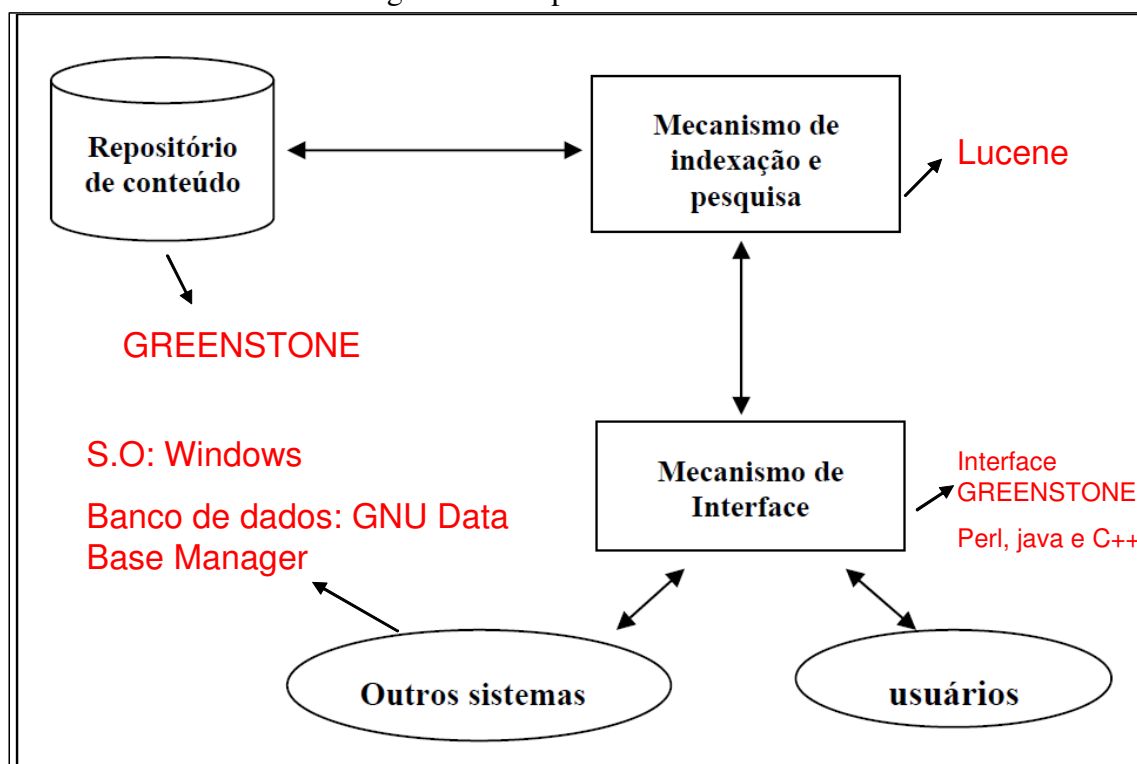 Repositório
de conteúdo
Mecanismo de
indexação e
pesquisa
Lucene
GREENSTONE
S.O: Windows
Banco de dados: GNU Data
Base Manager
Mecanismo de
Interface
Interface
GREENSTONE
Perl, java e C++
Outros sistemas
usuários